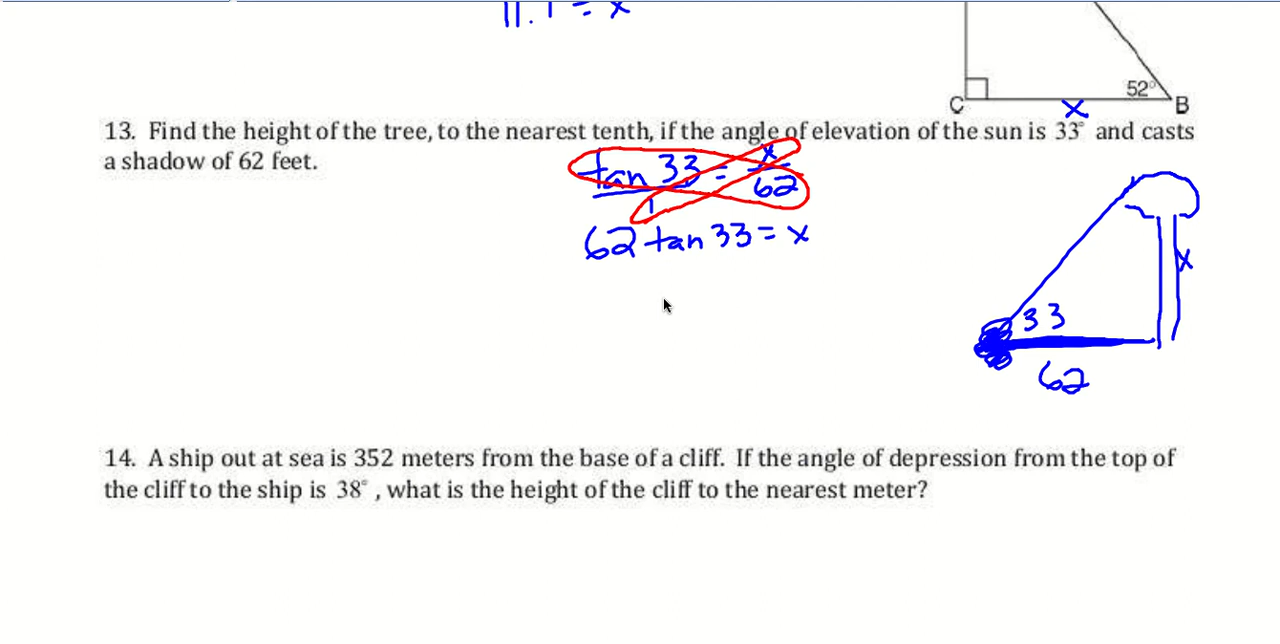 11.1 = x
52°
C
x
B
13. Find the height of the tree, to the nearest tenth, if the angle of elevation of the sun is 33° and casts
a shadow of 62 feet.
tan 33 = x
1 62
62 tan 33 = x
x
33
62
14. A ship out at sea is 352 meters from the base of a cliff. If the angle of depression from the top of
the cliff to the ship is 38° , what is the height of the cliff to the nearest meter?